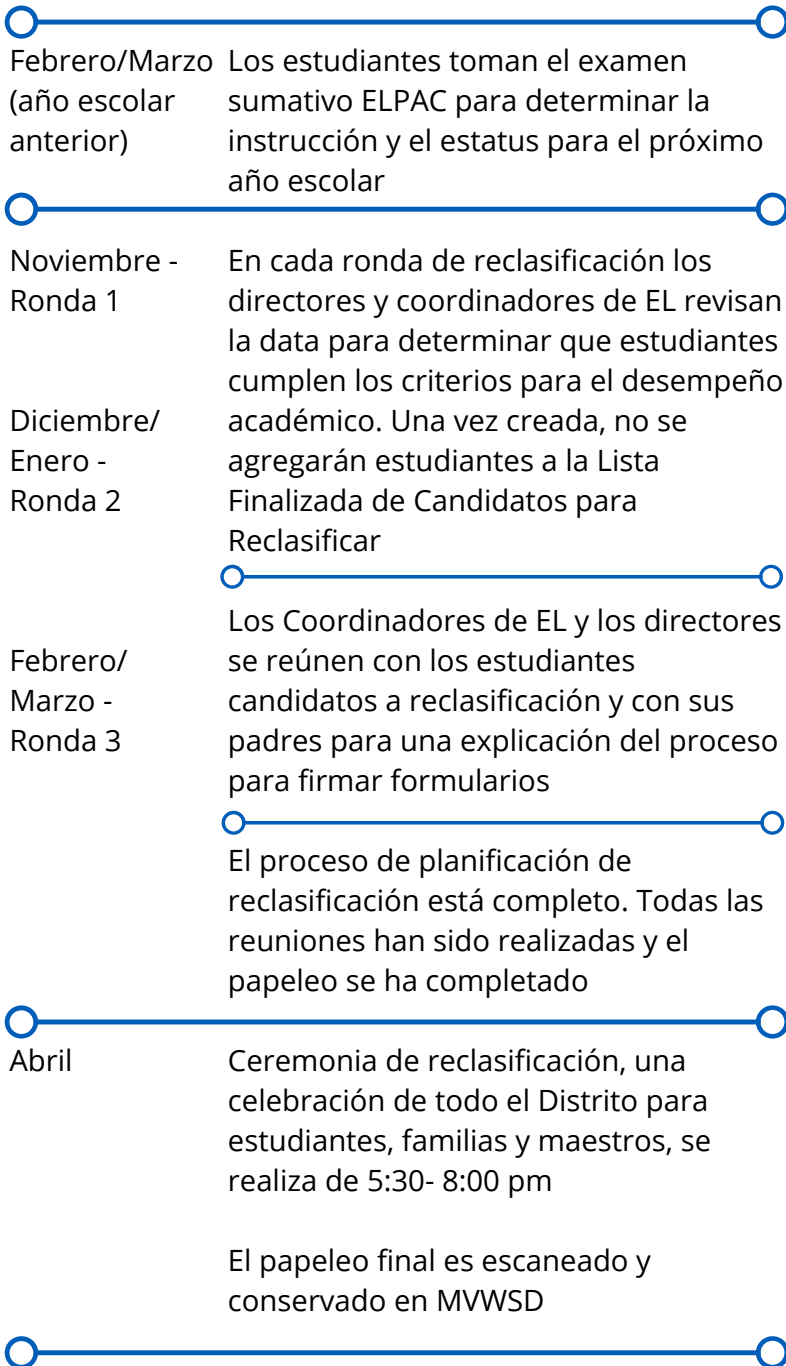 Febrero/Marzo
(año escolar
anterior)
Los estudiantes toman el examen
sumativo ELPAC para determinar la
instrucción y el estatus para el próximo
año escolar
Noviembre -
Ronda 1
Diciembre/
Enero -
Ronda 2
Febrero/
Marzo -
Ronda 3
En cada ronda de reclasificación los
directores y coordinadores de EL revisan
la data para determinar que estudiantes
cumplen los criterios para el desempeño
académico. Una vez creada, no se
agregarán estudiantes a la Lista
Finalizada de Candidatos para
Reclasificar
Los Coordinadores de EL y los directores
se reúnen con los estudiantes
candidatos a reclasificación y con sus
padres para una explicación del proceso
para firmar formularios
El proceso de planificación de
reclasificación está completo. Todas las
reuniones han sido realizadas y el
papeleo se ha completado
Abril
Ceremonia de reclasificación, una
celebración de todo el Distrito para
estudiantes, familias y maestros, se
realiza de 5:30- 8:00 pm
El papeleo final es escaneado y
conservado en MVWSD